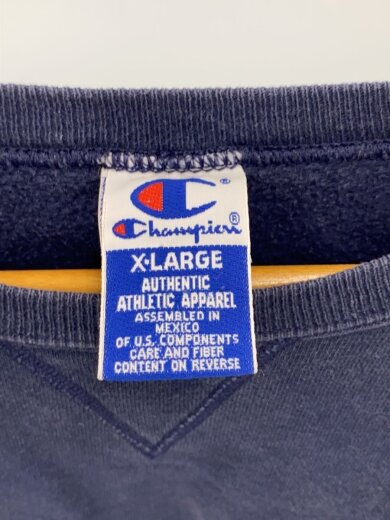 Champion®
X-LARGE
AUTHENTIC
ATHLETIC APPAREL
ASSEMBLED IN
MEXICO
OF U.S. COMPONENTS
CARE AND FIBER
CONTENT ON REVERSE